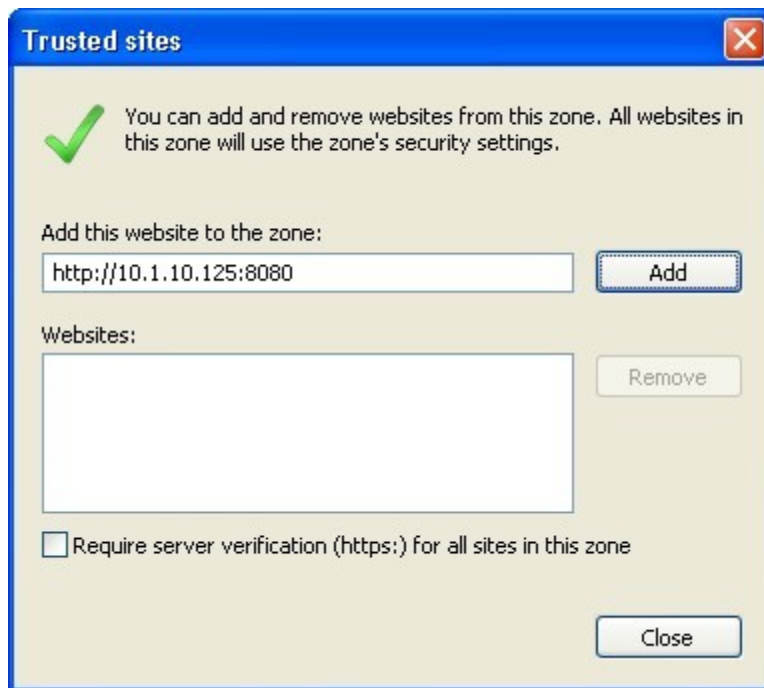 Trusted sites
You can add and remove websites from this zone. All websites in
this zone will use the zone's security settings.
Add this website to the zone:
http://10.1.10.125:8080
Add
Websites:
Remove
Require server verification (https:) for all sites in this zone
Close